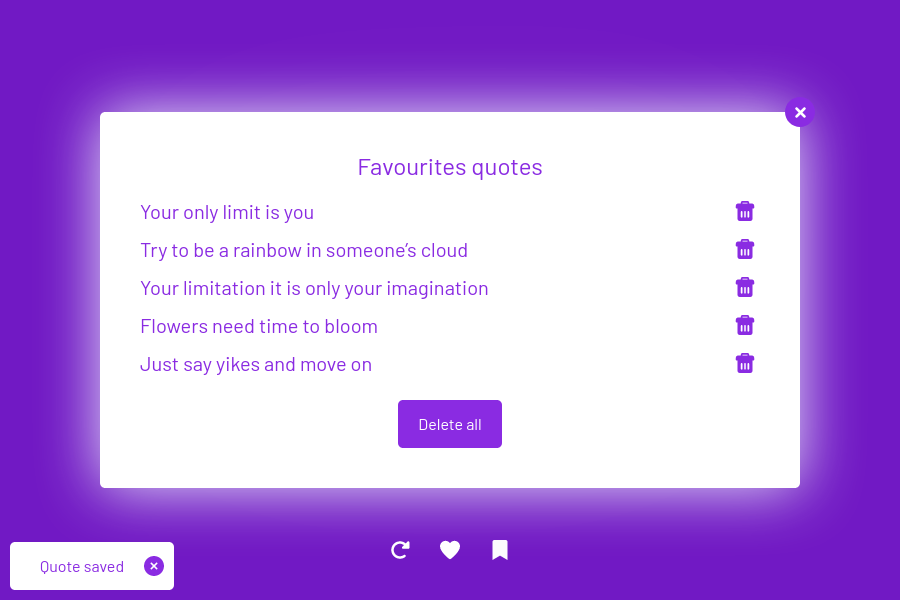 Favourites quotes
Your only limit is you
Try to be a rainbow in someone's cloud
Your limitation it is only your imagination
Flowers need time to bloom
Just say yikes and move on
Delete all
Quote saved